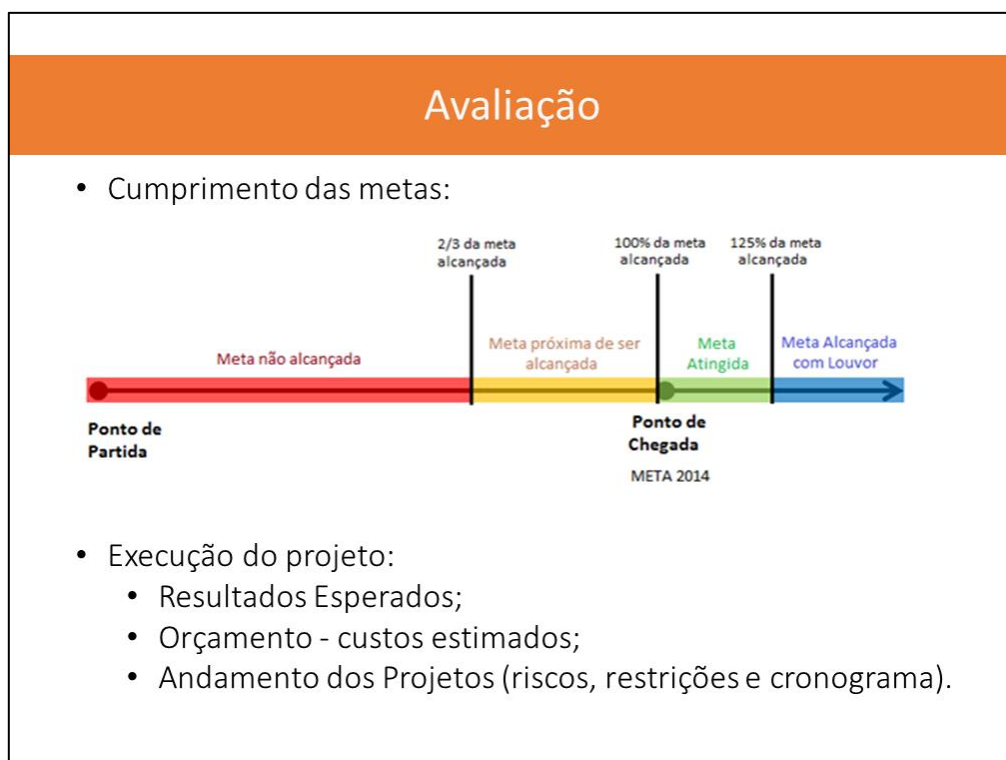 Avaliação
• Cumprimento das metas:
2/3 da meta
alcançada
100% da meta
alcançada
125% da meta
alcançada
Meta não alcançada
Meta próxima de ser
alcançada
Meta
Atingida
Meta Alcançada
com Louvor
Ponto de
Partida
Ponto de
Chegada
META 2014
• Execução do projeto:
• Resultados Esperados;
• Orçamento - custos estimados;
• Andamento dos Projetos (riscos, restrições e cronograma).